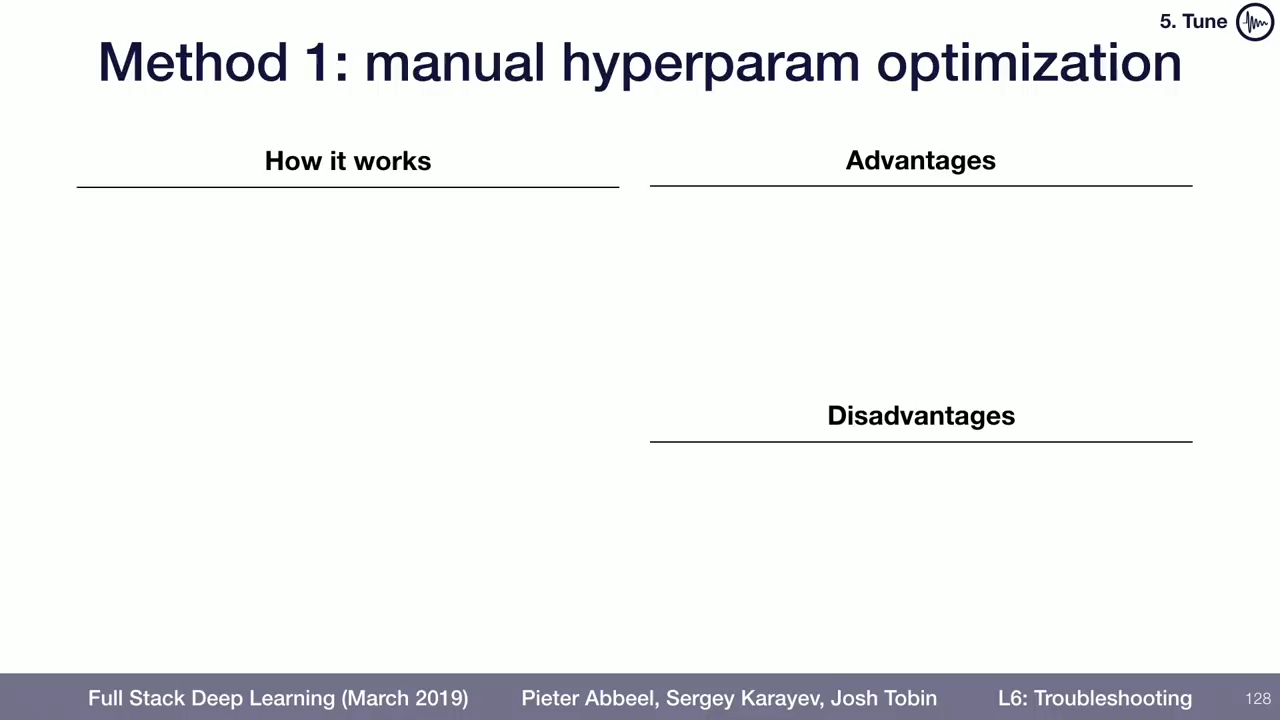 5. Tune
Method 1: manual hyperparam optimization
How it works
Advantages
Disadvantages
Full Stack Deep Learning (March 2019) Pieter Abbeel, Sergey Karayev, Josh Tobin L6: Troubleshooting 128